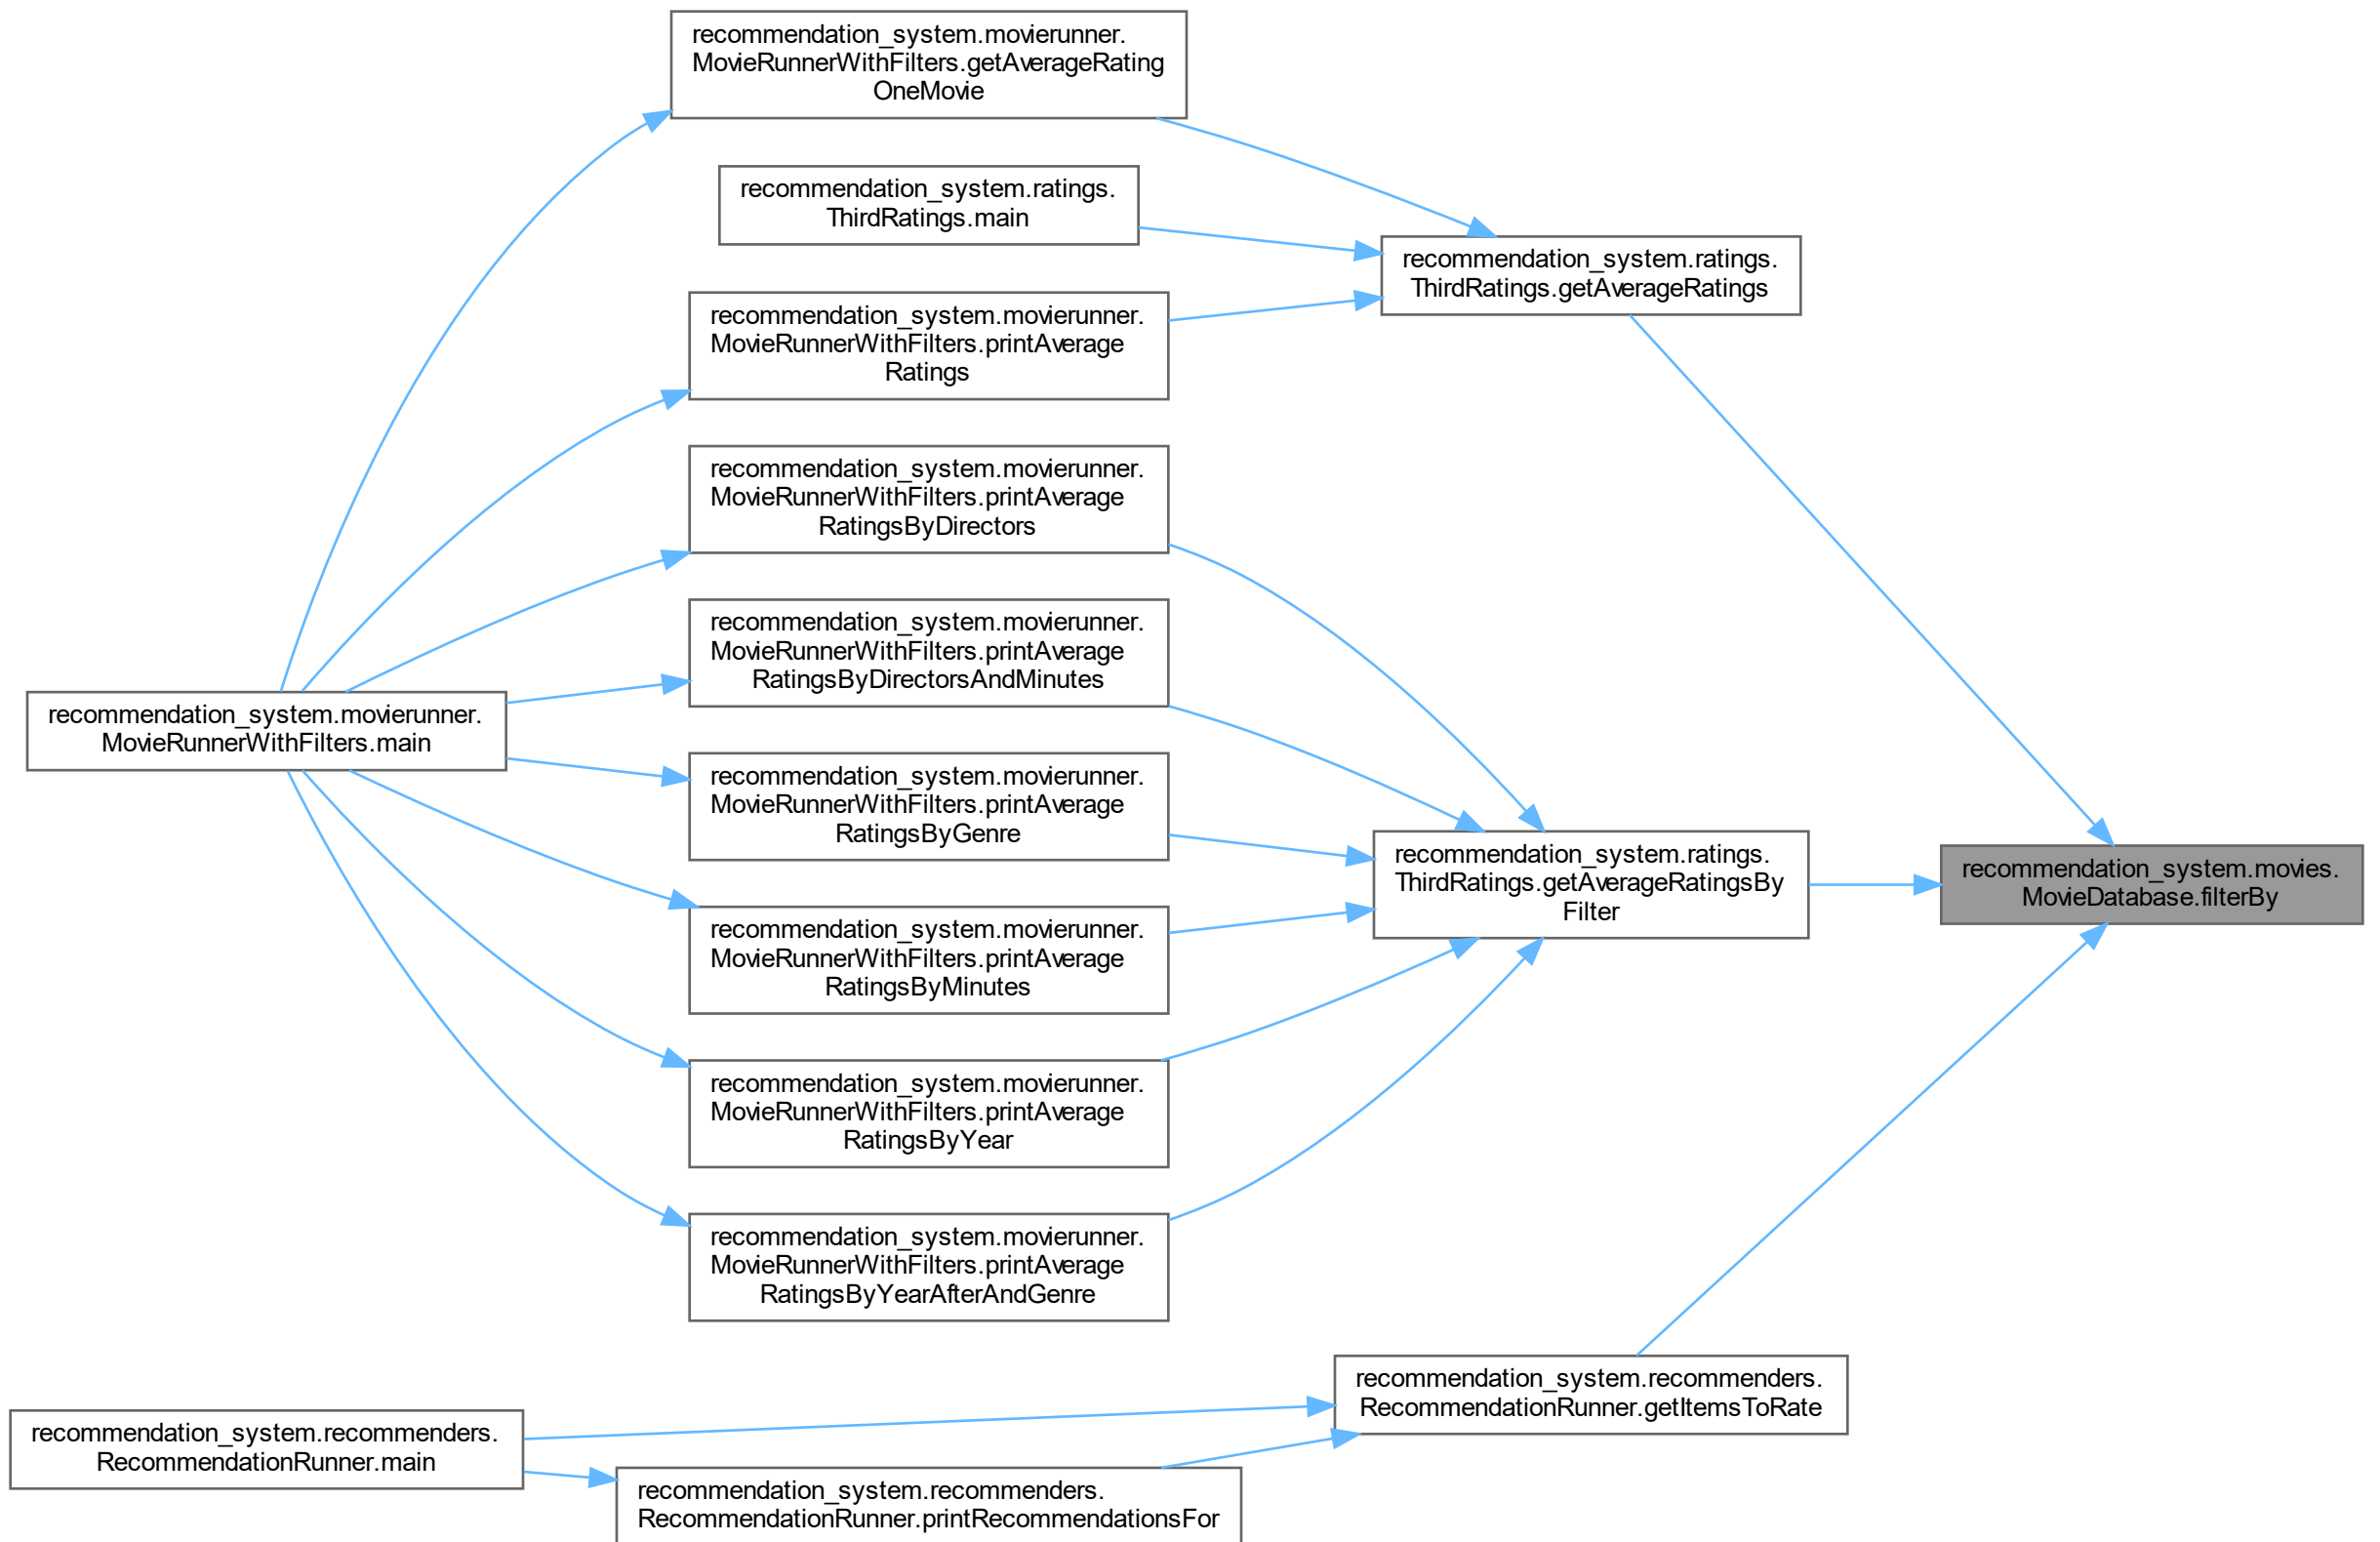 recommendation_system.movierunner.
MovieRunnerWithFilters.getAverageRating
OneMovie
recommendation_system.ratings.
ThirdRatings.main
recommendation_system.ratings.
ThirdRatings.getAverageRatings
recommendation_system.movierunner.
MovieRunnerWithFilters.printAverage
Ratings
recommendation_system.movierunner.
MovieRunnerWithFilters.printAverage
RatingsByDirectors
recommendation_system.movierunner.
MovieRunnerWithFilters.printAverage
RatingsByDirectorsAndMinutes
recommendation_system.movierunner.
MovieRunnerWithFilters.main
recommendation_system.movierunner.
MovieRunnerWithFilters.printAverage
RatingsByGenre
recommendation_system.ratings.
ThirdRatings.getAverageRatingsBy
Filter
recommendation_system.movies.
MovieDatabase.filterBy
recommendation_system.movierunner.
MovieRunnerWithFilters.printAverage
RatingsByMinutes
recommendation_system.movierunner.
MovieRunnerWithFilters.printAverage
RatingsByYear
recommendation_system.movierunner.
MovieRunnerWithFilters.printAverage
RatingsByYearAfterAndGenre
recommendation_system.recommenders.
RecommendationRunner.getItemsToRate
recommendation_system.recommenders.
RecommendationRunner.main
recommendation_system.recommenders.
RecommendationRunner.printRecommendationsFor